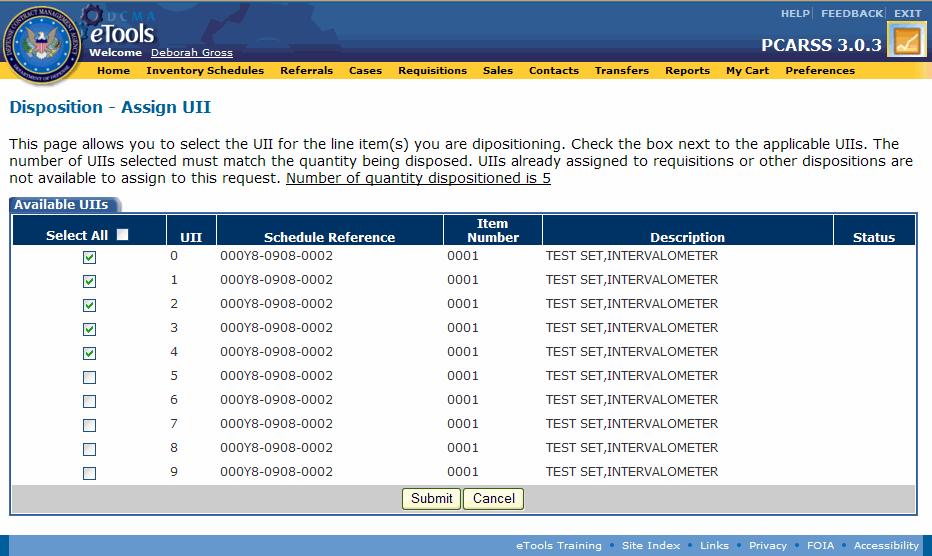 HELP FEEDBACK EXIT
DCMA
eTools
Welcome Deborah Gross
PCARSS 3.0.3
DEFENSE CONTRACT MANAGEMENT AGENCY
DEPARTMENT OF DEFENSE
Home Inventory Schedules Referrals Cases Requisitions Sales Contacts Transfers Reports My Cart Preferences
Disposition - Assign UII
This page allows you to select the UII for the line item(s) you are dipositioning. Check the box next to the applicable UIIs. The
number of UIIs selected must match the quantity being disposed. UIIs already assigned to requisitions or other dispositions are
not available to assign to this request. Number of quantity dispositioned is 5
Available UIIs
Select All UII Schedule Reference Item Number Description Status
0 000Y8-0908-0002 0001 TEST SET,INTERVALOMETER
1 000Y8-0908-0002 0001 TEST SET,INTERVALOMETER
2 000Y8-0908-0002 0001 TEST SET,INTERVALOMETER
3 000Y8-0908-0002 0001 TEST SET,INTERVALOMETER
4 000Y8-0908-0002 0001 TEST SET,INTERVALOMETER
5 000Y8-0908-0002 0001 TEST SET,INTERVALOMETER
6 000Y8-0908-0002 0001 TEST SET,INTERVALOMETER
7 000Y8-0908-0002 0001 TEST SET,INTERVALOMETER
8 000Y8-0908-0002 0001 TEST SET,INTERVALOMETER
9 000Y8-0908-0002 0001 TEST SET,INTERVALOMETER
Submit Cancel
eTools Training • Site Index • Links • Privacy • FOIA • Accessibility